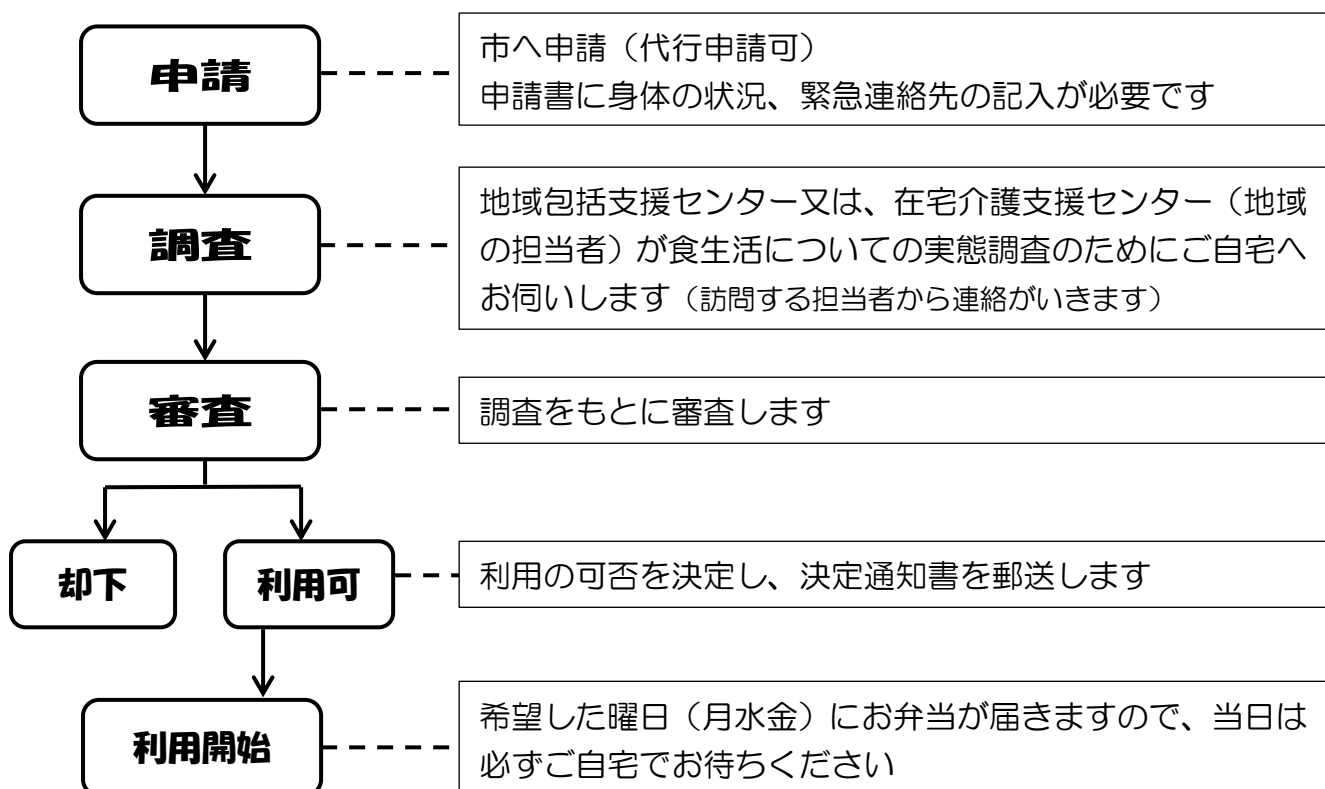 申請
市へ申請（代行申請可）
申請書に身体の状況、緊急連絡先の記入が必要です
調査
地域包括支援センター又は、在宅介護支援センター（地域
の担当者）が食生活についての実態調査のためにご自宅へ
お伺いします（訪問する担当者から連絡がいきます）
審査
調査をもとに審査します
却下
利用可
利用の可否を決定し、決定通知書を郵送します
利用開始
希望した曜日（月水金）にお弁当が届きますので、当日は
必ずご自宅でお待ちください